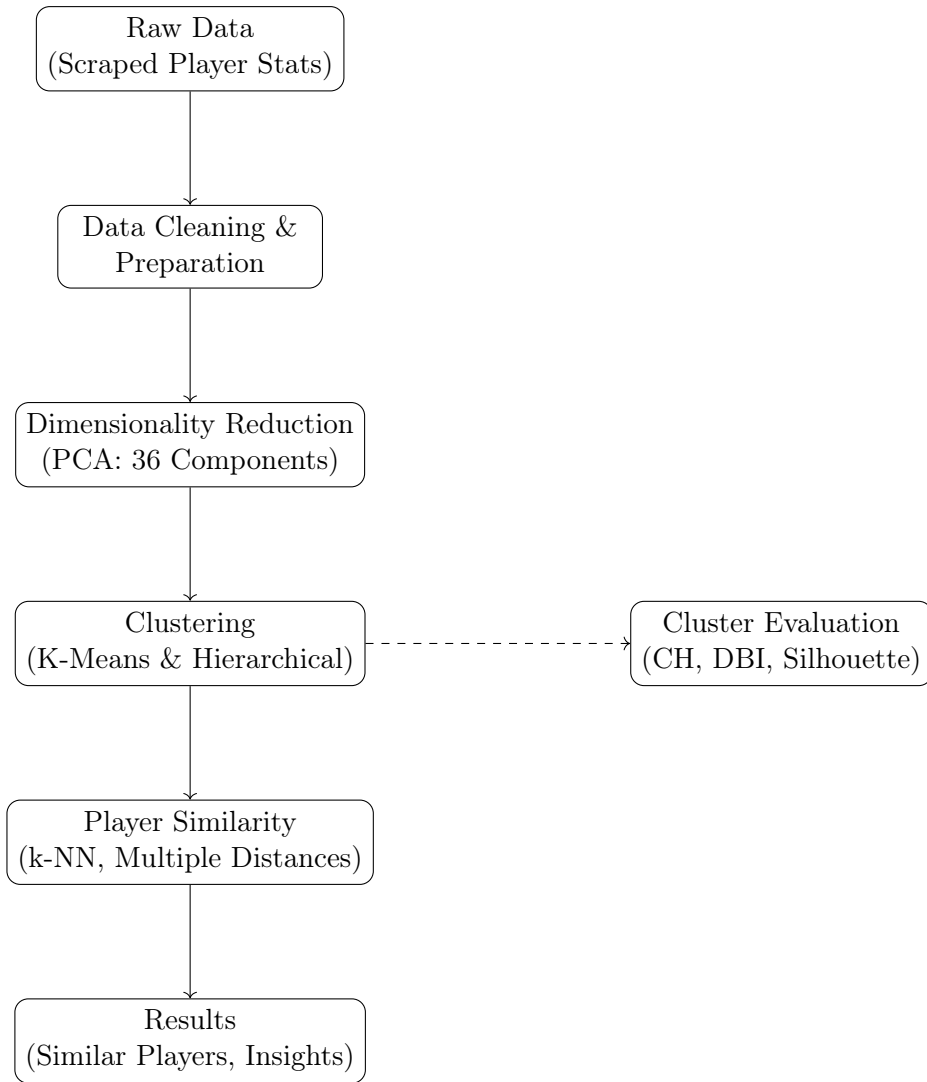 Raw Data
(Scraped Player Stats)
Data Cleaning &
Preparation
Dimensionality Reduction
(PCA: 36 Components)
Clustering
(K-Means & Hierarchical)
Cluster Evaluation
(CH, DBI, Silhouette)
Player Similarity
(k-NN, Multiple Distances)
Results
(Similar Players, Insights)